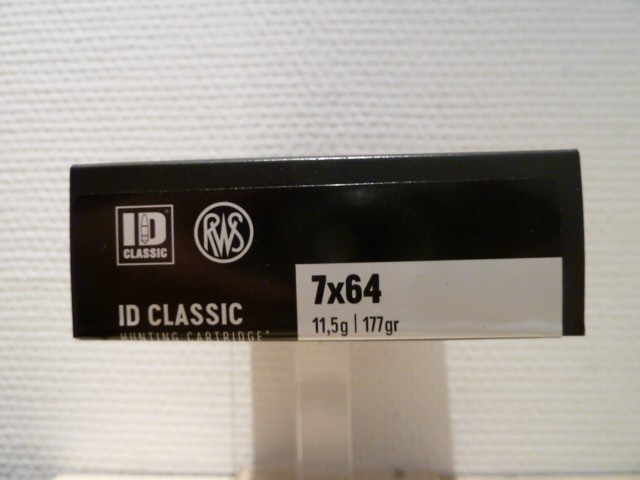 ID
CLASSIC
RWS
ID CLASSIC
HUNTING CARTRIDGE
7x64
11,5g | 177gr